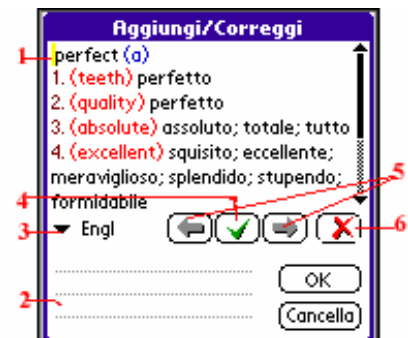 Aggiungi/Correggi
1 perfect (a)
1. (teeth) perfetto
2. (quality) perfetto
3. (absolute) assoluto; totale; tutto
4. (excellent) squisito; eccellente;
meraviglioso; splendido; stupendo;
formidabile
5
4
3 Engl
6
2
OK
Cancella